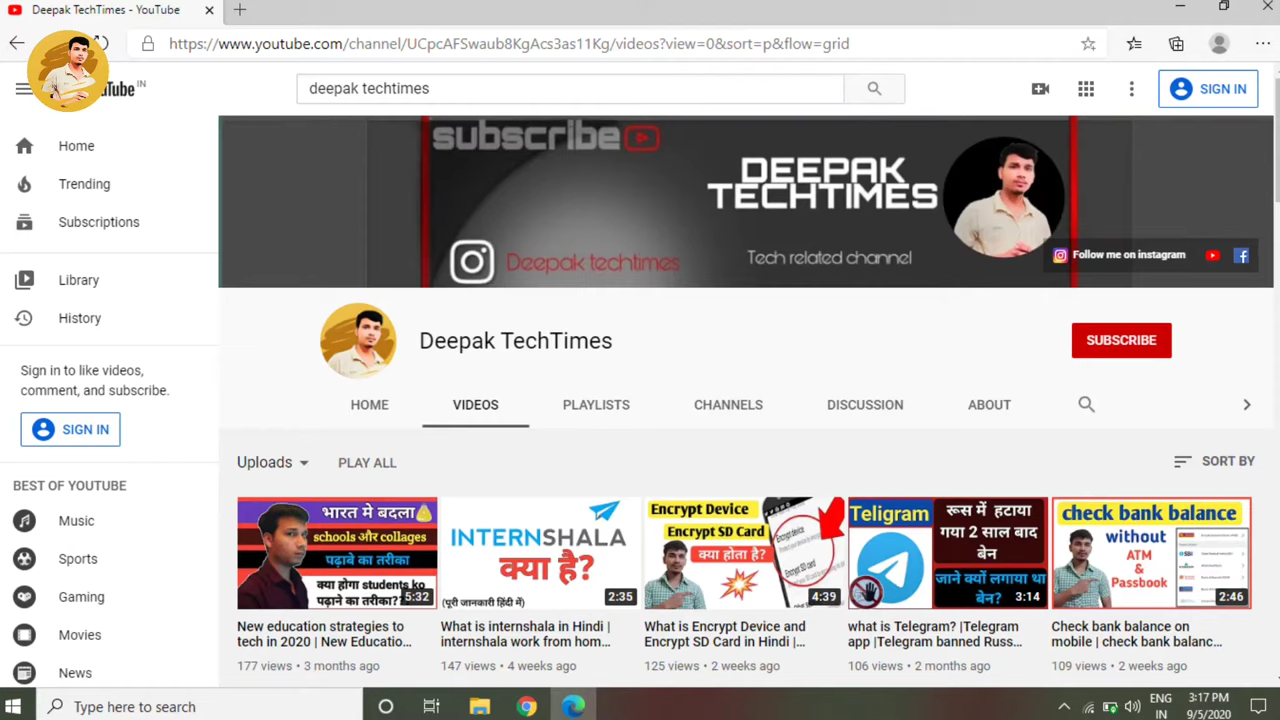 Deepak TechTimes - YouTube
https://www.youtube.com/channel/UCpcAFSwaub8KgAcs3as11Kg/videos?view=0&sort=p&flow=grid
Tube IN
deepak techtimes
SIGN IN
Home
Trending
Subscriptions
Library
History
Sign in to like videos,
comment, and subscribe.
SIGN IN
BEST OF YOUTUBE
Music
Sports
Gaming
Movies
News
subscribe
DEEPAK
TECHTIMES
Deepak techtimes
Tech related channel
Follow me on instagram
Deepak TechTimes
SUBSCRIBE
HOME
VIDEOS
PLAYLISTS
CHANNELS
DISCUSSION
ABOUT
Uploads
PLAY ALL
SORT BY
भारत मे बदला
schools और collages
पढ़ाने का तरीका
क्या होगा students ko
पढ़ाने का तरीका??
5:32
New education strategies to
tech in 2020 | New Educatio...
177 views • 3 months ago
INTERNSHALA
क्या है?
(पूरी जानकारी हिंदी में)
2:35
What is internshala in Hindi |
internshala work from hom...
147 views • 4 weeks ago
Encrypt Device
Encrypt SD Card
क्या होता है?
Encrypt device
Encrypt SD card
4:39
What is Encrypt Device and
Encrypt SD Card in Hindi |...
125 views • 2 weeks ago
Teligram
रूस में हटाया
गया 2 साल बाद
बेन
जाने क्यों लगाया था
बेन?
3:14
what is Telegram? |Telegram
app |Telegram banned Russ...
106 views • 2 months ago
check bank balance
without
ATM
&
Passbook
2:46
Check bank balance on
mobile | check bank balanc...
109 views • 2 weeks ago
Type here to search
ENG
IN
3:17 PM
9/5/2020